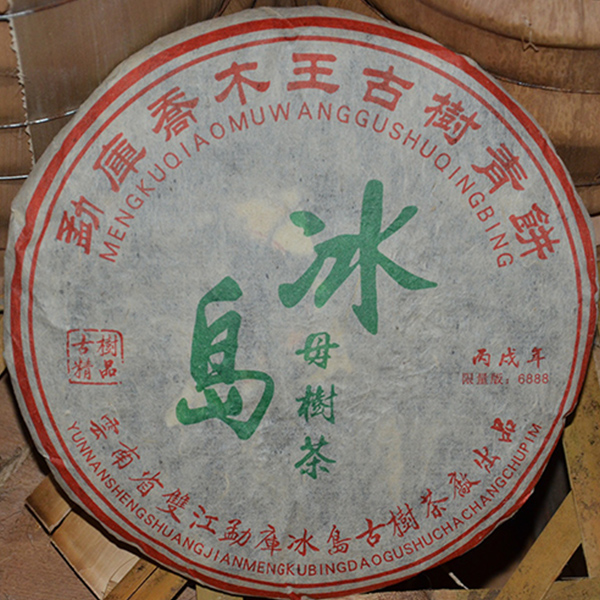 勐庫喬木王古樹青餅
MENGKUQIAOMUWANGGUSHUQINGBING
冰島
母樹茶
古樹
精品
丙戌年
限量版：6888
雲南省雙江勐庫冰島古樹茶廠出品
YUNNANSHENGSHUANGJIANMENGKUBINGDAOGUSHUCHACHANGCHUPIM